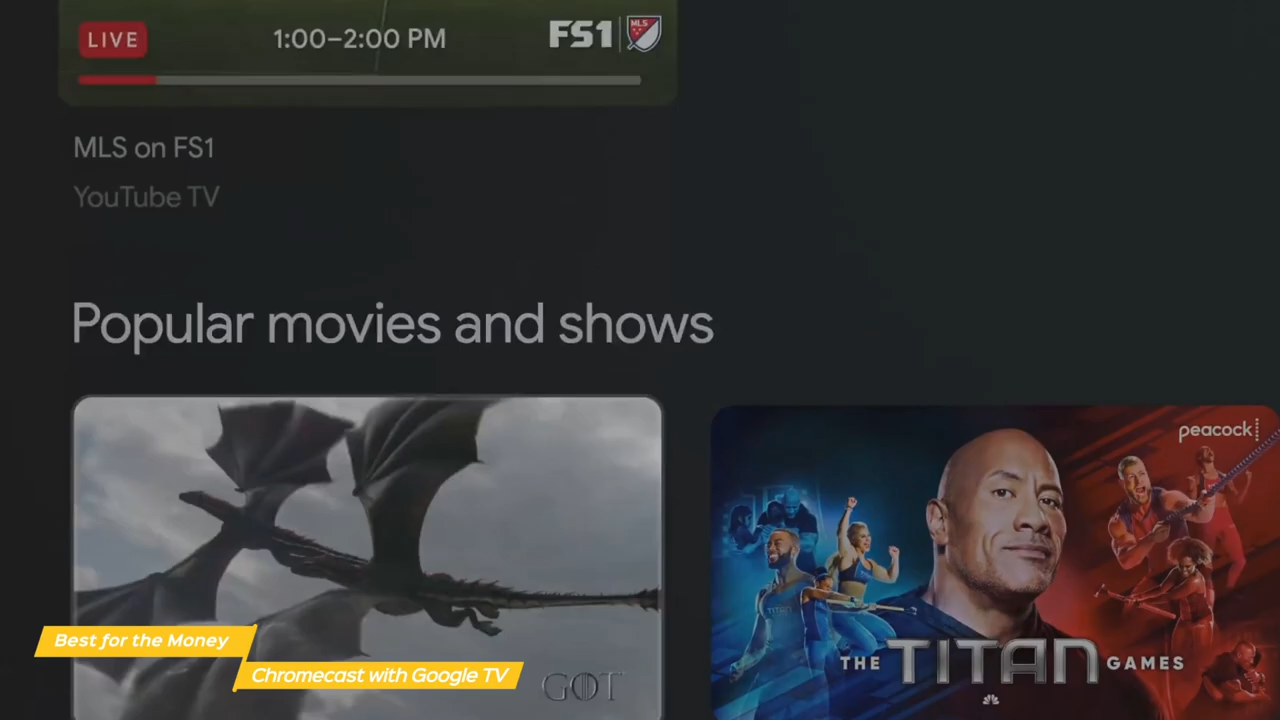 LIVE 1:00–2:00 PM FS1 MLS
MLS on FS1
YouTube TV
Popular movies and shows
peacock
TITAN
GOT
THE TITAN GAMES
Best for the Money
Chromecast with Google TV